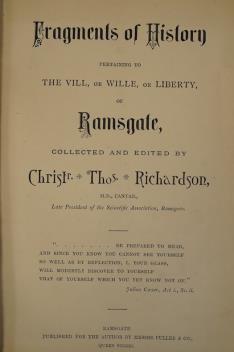 Fragments of History
PERTAINING TO
THE VILL, OR WILLE, OR LIBERTY,
OF
Ramsgate,
COLLECTED AND EDITED BY
Christr. Thos. Richardson,
M.D., CANTAB.,
Late President of the Scientific Association, Ramsgate.
" . . . . . . . BE PREPARED TO HEAR,
AND SINCE YOU KNOW YOU CANNOT SEE YOURSELF
SO WELL AS BY REFLECTION, I, YOUR GLASS,
WILL MODESTLY DISCOVER TO YOURSELF
THAT OF YOURSELF WHICH YOU YET KNOW NOT OF."
Julius Cæsar, Act i., Sc. ii.
RAMSGATE
PUBLISHED FOR THE AUTHOR BY MESSRS FULLER & CO.,
QUEEN STREET.